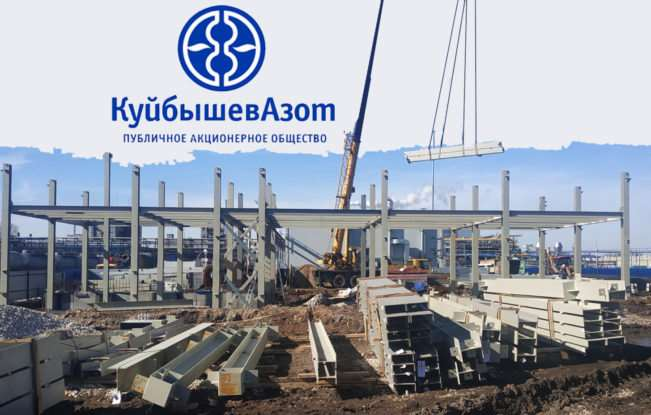 КуйбышевАзот
ПУБЛИЧНОЕ АКЦИОНЕРНОЕ ОБЩЕСТВО